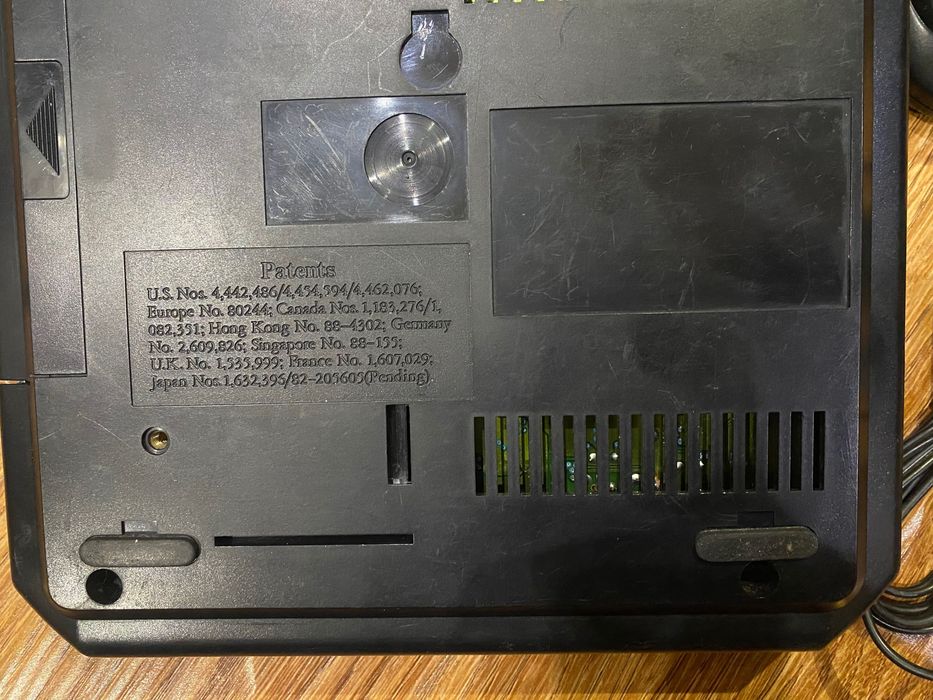 Patents
U.S. Nos. 4,442,486/4,454,594/4,462,076;
Europe No. 80244; Canada Nos. 1,183,276/1,
082,351; Hong Kong No. 88-4302; Germany
No. 2,609,826; Singapore No. 88-155;
U.K. No. 1,535,999; France No. 1,607,029;
Japan Nos. 1,632,396/82-205605(Pending)